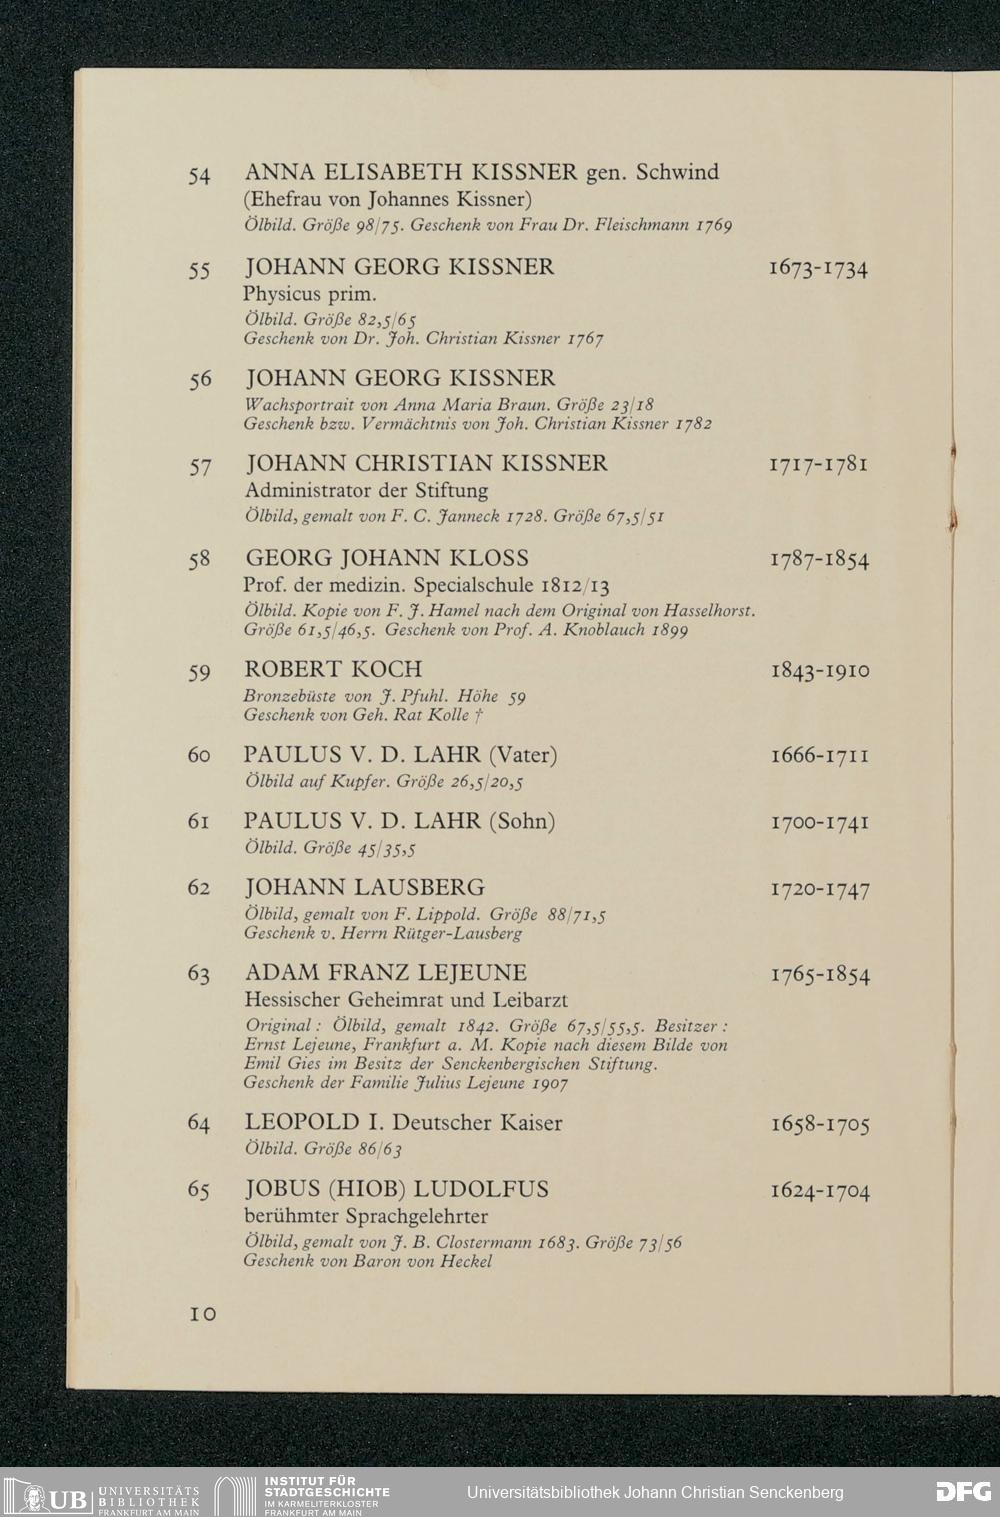 54 ANNA ELISABETH KISSNER gen. Schwind
(Ehefrau von Johannes Kissner)
Ölbild. Größe 98/75. Geschenk von Frau Dr. Fleischmann 1769
55 JOHANN GEORG KISSNER 1673-1734
Physicus prim.
Ölbild. Größe 82,5/65
Geschenk von Dr. Joh. Christian Kissner 1767
56 JOHANN GEORG KISSNER
Wachsportrait von Anna Maria Braun. Größe 23/18
Geschenk bzw. Vermächtnis von Joh. Christian Kissner 1782
57 JOHANN CHRISTIAN KISSNER 1717-1781
Administrator der Stiftung
Ölbild, gemalt von F. C. Janneck 1728. Größe 67,5/51
58 GEORG JOHANN KLOSS 1787-1854
Prof. der medizin. Specialschule 1812/13
Ölbild. Kopie von F. J. Hamel nach dem Original von Hasselhorst.
Größe 61,5/46,5. Geschenk von Prof. A. Knoblauch 1899
59 ROBERT KOCH 1843-1910
Bronzebüste von J. Pfuhl. Höhe 59
Geschenk von Geh. Rat Kolle †
60 PAULUS V. D. LAHR (Vater) 1666-1711
Ölbild auf Kupfer. Größe 26,5/20,5
61 PAULUS V. D. LAHR (Sohn) 1700-1741
Ölbild. Größe 45/35,5
62 JOHANN LAUSBERG 1720-1747
Ölbild, gemalt von F. Lippold. Größe 88/71,5
Geschenk v. Herrn Rütger-Lausberg
63 ADAM FRANZ LEJEUNE 1765-1854
Hessischer Geheimrat und Leibarzt
Original: Ölbild, gemalt 1842. Größe 67,5/55,5. Besitzer:
Ernst Lejeune, Frankfurt a. M. Kopie nach diesem Bilde von
Emil Gies im Besitz der Senckenbergischen Stiftung.
Geschenk der Familie Julius Lejeune 1907
64 LEOPOLD I. Deutscher Kaiser 1658-1705
Ölbild. Größe 86/63
65 JOBUS (HIOB) LUDOLFUS 1624-1704
berühmter Sprachgelehrter
Ölbild, gemalt von J. B. Clostermann 1683. Größe 73/56
Geschenk von Baron von Heckel
10
UB UNIVERSITÄTS
BIBLIOTHEK
FRANKFURT AM MAIN
INSTITUT FÜR
STADTGESCHICHTE
IM KARMELITERKLOSTER
FRANKFURT AM MAIN
Universitätsbibliothek Johann Christian Senckenberg
DFG